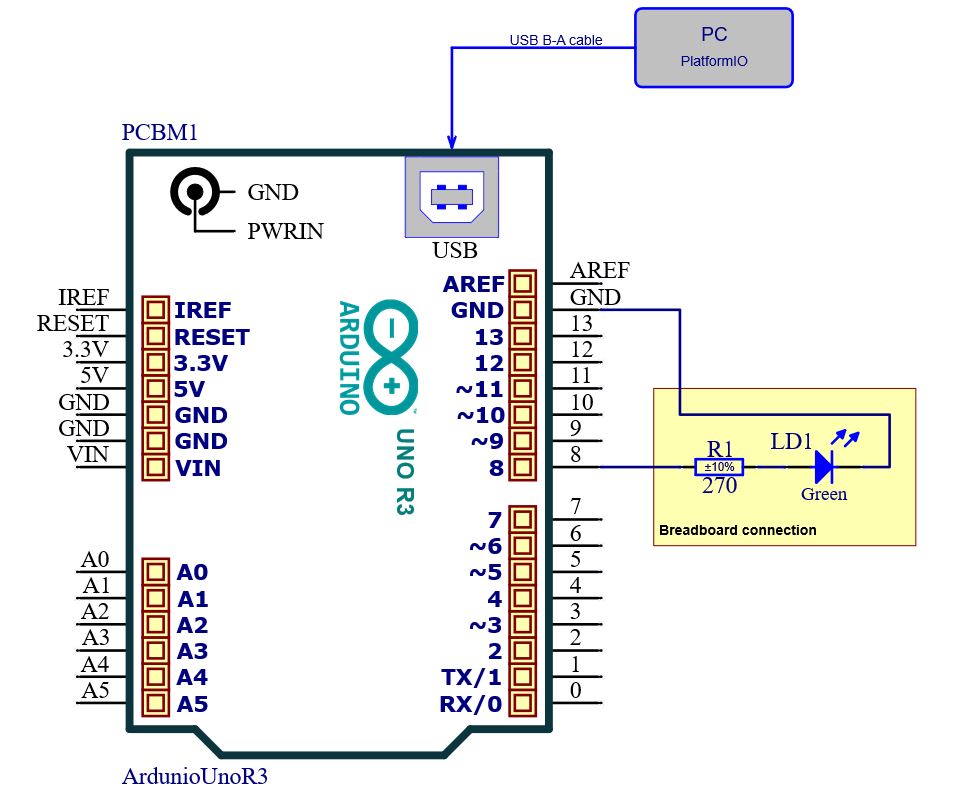 PC
PlatformIO
USB B-A cable
PCBM1
GND
PWRIN
USB
IREF
RESET
3.3V
5V
GND
GND
VIN
IREF
RESET
3.3V
5V
GND
GND
VIN
ARDUINO
UNO R3
AREF
GND
13
12
~11
~10
~9
8
AREF
GND
13
12
11
10
9
8
R1
±10%
270
LD1
Green
Breadboard connection
7
~6
~5
4
~3
2
TX/1
RX/0
7
6
5
4
3
2
1
0
A0
A1
A2
A3
A4
A5
A0
A1
A2
A3
A4
A5
ArdunioUnoR3